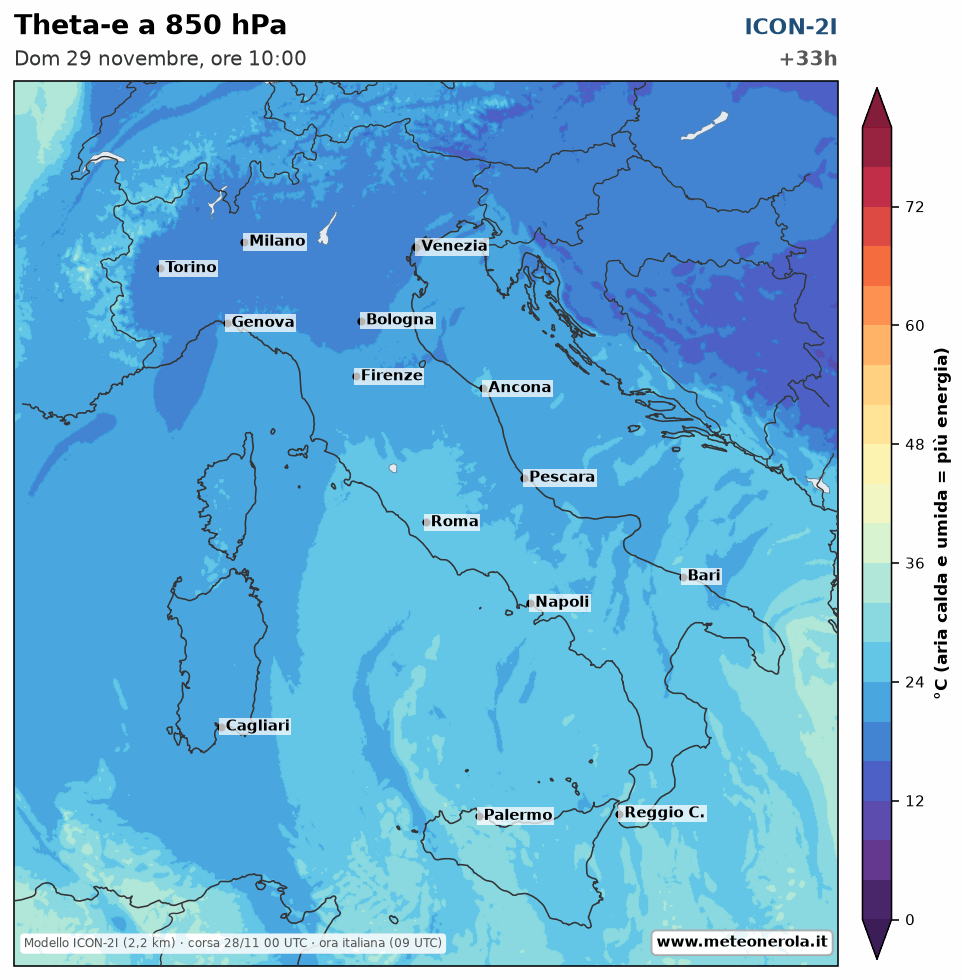 Theta-e a 850 hPa
ICON-2I
Dom 29 novembre, ore 10:00
+33h
Milano
Venezia
Torino
Genova
Bologna
Firenze
Ancona
Pescara
Roma
Bari
Napoli
Cagliari
Palermo
Reggio C.
72
60
48
36
24
12
0
°C (aria calda e umida = più energia)
Modello ICON-2I (2,2 km) · corsa 28/11 00 UTC · ora italiana (09 UTC)
www.meteonerola.it